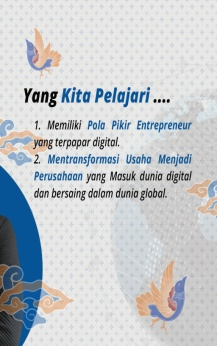 Yang Kita Pelajari ....
1. Memiliki Pola Pikir Entrepreneur
yang terpapar digital.
2. Mentransformasi Usaha Menjadi
Perusahaan yang Masuk dunia digital
dan bersaing dalam dunia global.